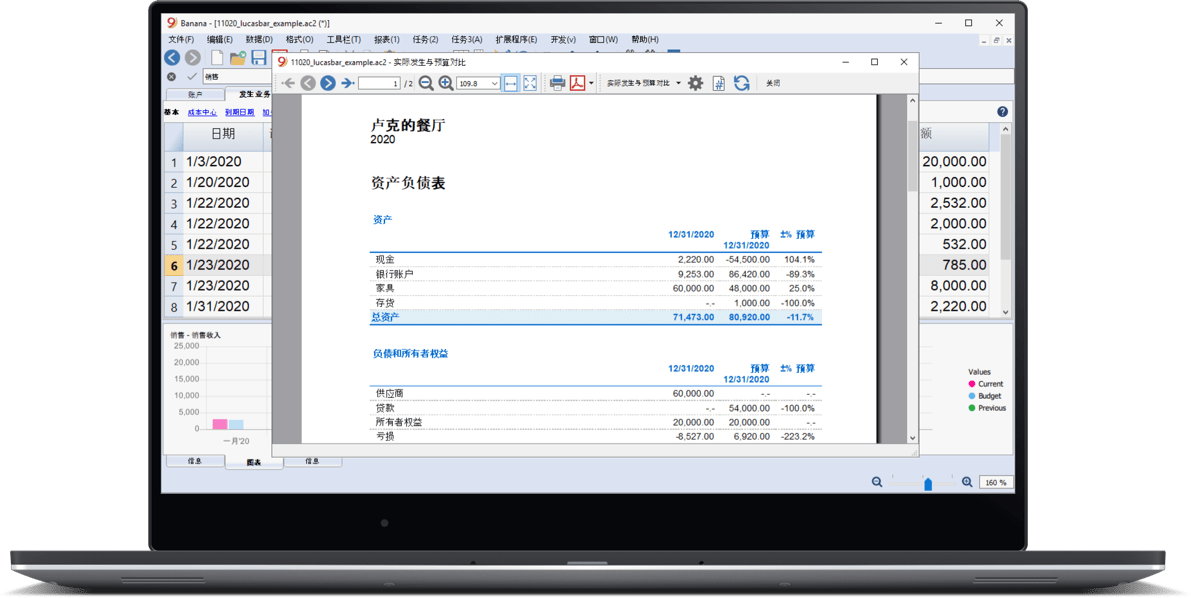 Banana - [11020_lucasbar_example.ac2 (*)]
文件(F) 编辑(E) 数据(D) 格式(O) 工具栏(T) 报表(1) 任务(2) 任务3(A) 扩展程序(E) 开发(v) 窗口(W) 帮助(H)
11020_lucasbar_example.ac2 - 实际发生与预算对比
1 / 2 109.8 实际发生与预算对比 关闭
销售
账户 发生业务
基本 成本中心 到期日期
日期
额
1 1/3/2020 20,000.00
2 1/20/2020 1,000.00
3 1/22/2020 2,532.00
4 1/22/2020 2,000.00
5 1/22/2020 532.00
6 1/23/2020 785.00
7 1/23/2020 8,000.00
8 1/31/2020 2,220.00
卢克的餐厅
2020
资产负债表
资产
12/31/2020 预算 ±% 预算
12/31/2020
现金 2,220.00 -54,500.00 104.1%
银行账户 9,253.00 86,420.00 -89.3%
家具 60,000.00 48,000.00 25.0%
存货 -.- 1,000.00 -100.0%
总资产 71,473.00 80,920.00 -11.7%
负债和所有者权益
12/31/2020 预算 ±% 预算
12/31/2020
供应商 60,000.00 -.- -.-
贷款 -.- 54,000.00 -100.0%
所有者权益 20,000.00 20,000.00 -.-
亏损 -8,527.00 6,920.00 -223.2%
销售 - 销售收入
25,000
20,000
15,000
10,000
5,000
0
一月'20
Values
Current
Budget
Previous
信息 图表 信息
160 %